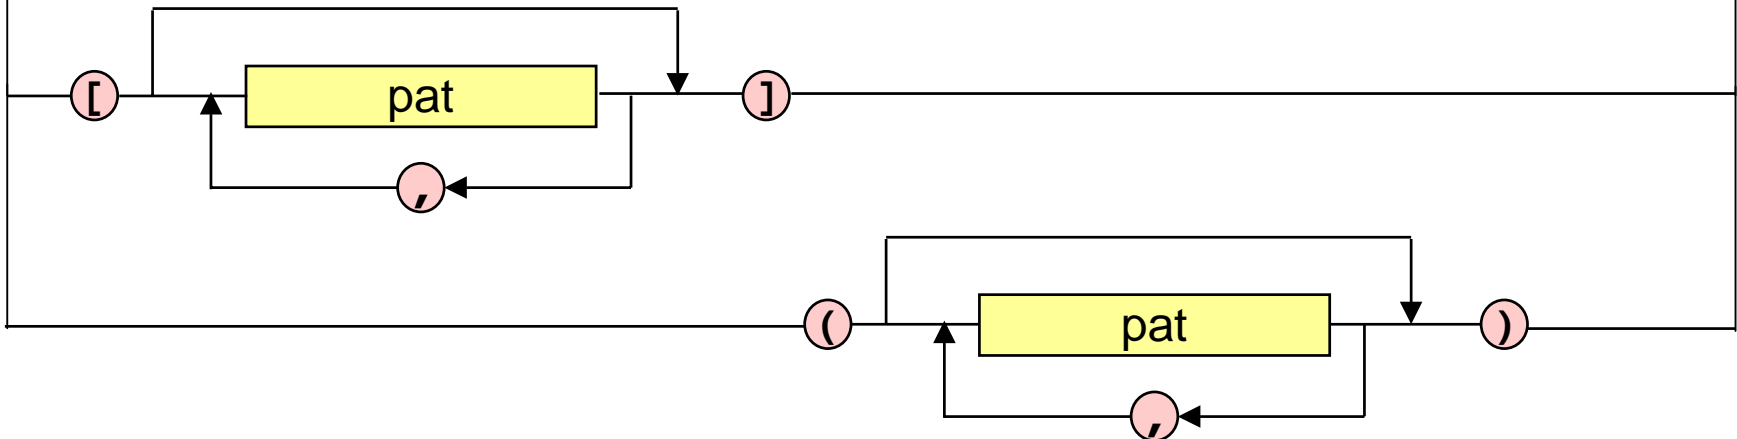 [ pat ]
,
( pat )
,